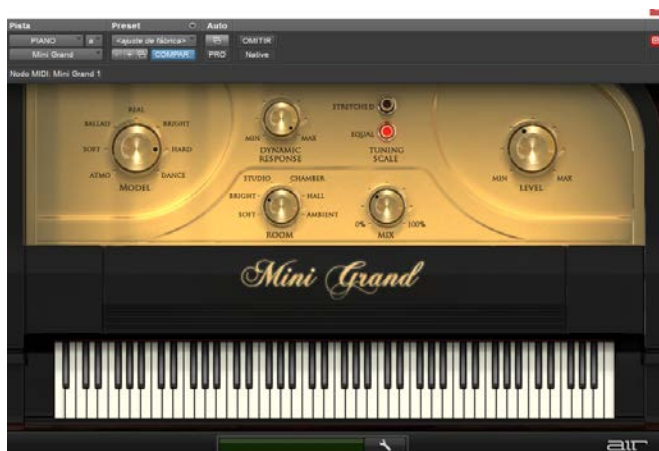 Pista Preset Auto
PIANO a <ajuste de fábrica> OMITIR
Mini Grand - + COMPAR. PRO Native
Nodo MIDI: Mini Grand 1
REAL
BALLAD BRIGHT
SOFT HARD
ATMO DANCE
MODEL
MIN MAX
DYNAMIC
RESPONSE
STRETCHED
EQUAL
TUNING
SCALE
MIN MAX
LEVEL
STUDIO CHAMBER
BRIGHT HALL
SOFT AMBIENT
ROOM
0% 100%
MIX
Mini Grand
air